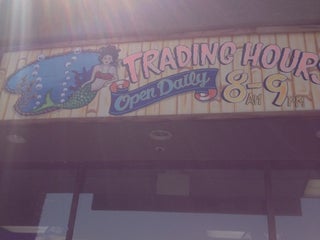 TRADING HOURS
Open Daily
8AM-9PM